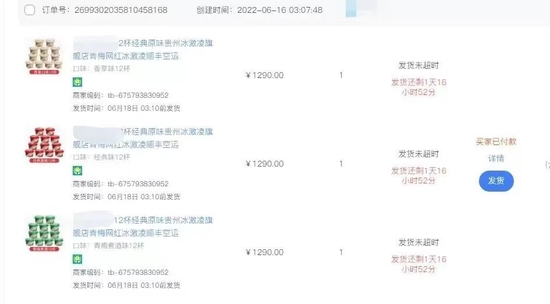 订单号：2699302035810458168 创建时间：2022-06-16 03:07:48
12杯经典原味贵州冰激凌旗
舰店青梅网红冰激凌顺丰空运
口味：香草味12杯
商家编码：tb-675793830952
发货时间：06月18日 03:10前发货
¥1290.00
1
发货未超时
发货还剩1天16
小时52分
2杯经典原味贵州冰激凌旗
舰店青梅网红冰激凌顺丰空运
口味：经典味12杯
商家编码：tb-675793830952
发货时间：06月18日 03:10前发货
¥1290.00
1
发货未超时
发货还剩1天16
小时52分
买家已付款
详情
发货
12杯经典原味贵州冰激凌旗
舰店青梅网红冰激凌顺丰空运
口味：青梅煮酒味12杯
商家编码：tb-675793830952
发货时间：06月18日 03:10前发货
¥1290.00
1
发货未超时
发货还剩1天16
小时52分